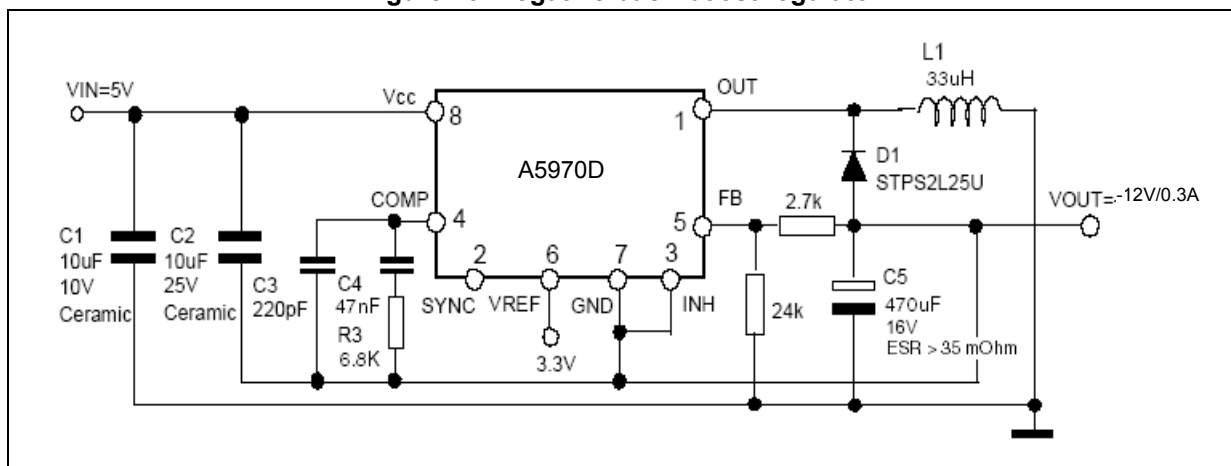 VIN=5V
Vcc
8
A5970D
1
OUT
L1
33uH
D1
STPS2L25U
COMP
4
FB
5
2.7k
VOUT=-12V/0.3A
C1
10uF
10V
Ceramic
C2
10uF
25V
Ceramic
C3
220pF
C4
47nF
R3
6.8K
2
SYNC
6
VREF
3.3V
7
GND
3
INH
24k
C5
470uF
16V
ESR > 35 mOhm